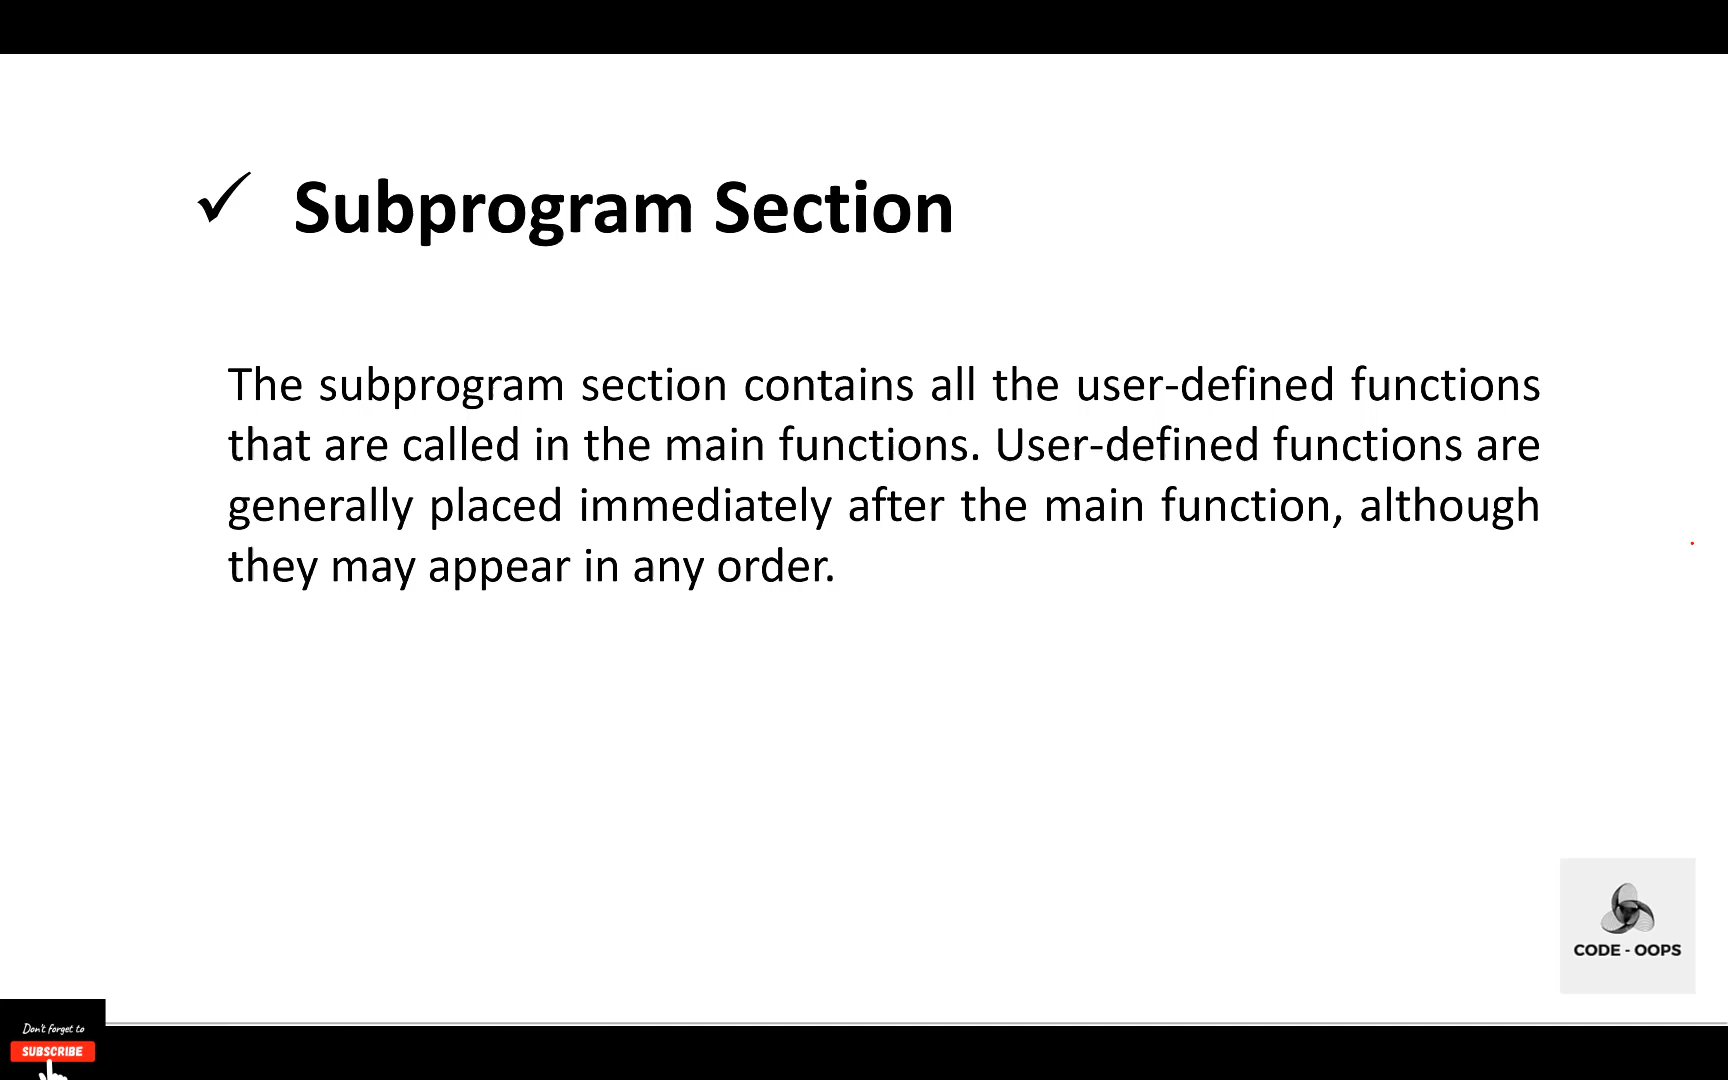 ✓ Subprogram Section
The subprogram section contains all the user-defined functions
that are called in the main functions. User-defined functions are
generally placed immediately after the main function, although
they may appear in any order.
CODE - OOPS
Don't forget to
SUBSCRIBE